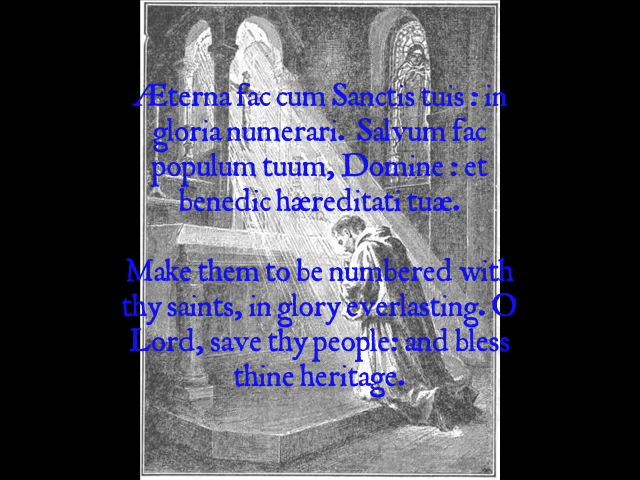 Æterna fac cum Sanctis tuis : in
gloria numerari. Salvum fac
populum tuum, Domine : et
benedic hæreditati tuæ.
Make them to be numbered with
thy saints, in glory everlasting. O
Lord, save thy people: and bless
thine heritage.